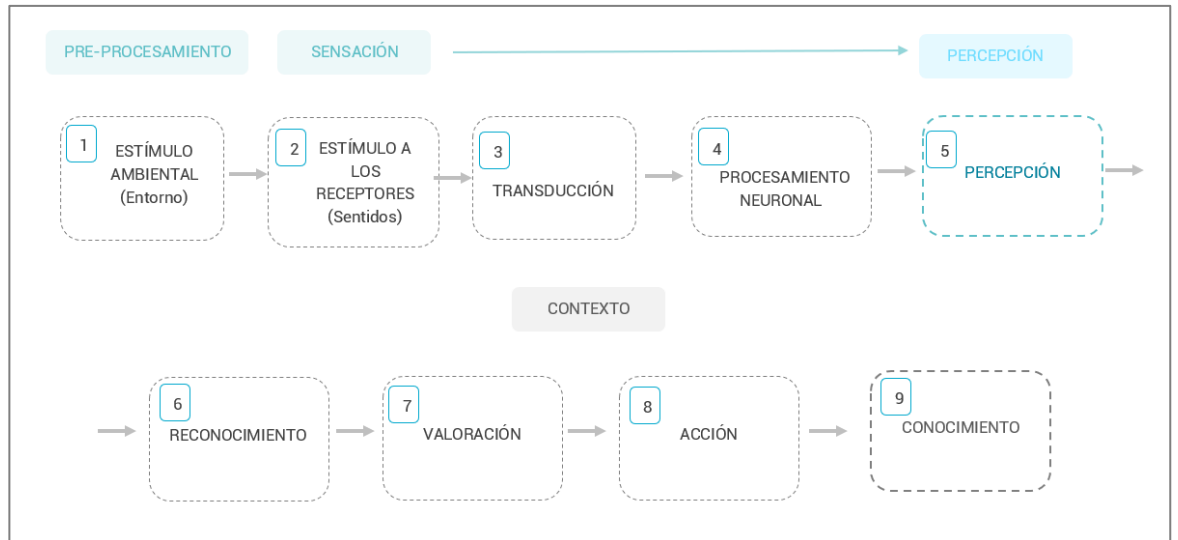 PRE-PROCESAMIENTO
SENSACIÓN
PERCEPCIÓN
1
ESTÍMULO
AMBIENTAL
(Entorno)
2
ESTÍMULO A
LOS
RECEPTORES
(Sentidos)
3
TRANSDUCCIÓN
4
PROCESAMIENTO
NEURONAL
5
PERCEPCIÓN
CONTEXTO
6
RECONOCIMIENTO
7
VALORACIÓN
8
ACCIÓN
9
CONOCIMIENTO